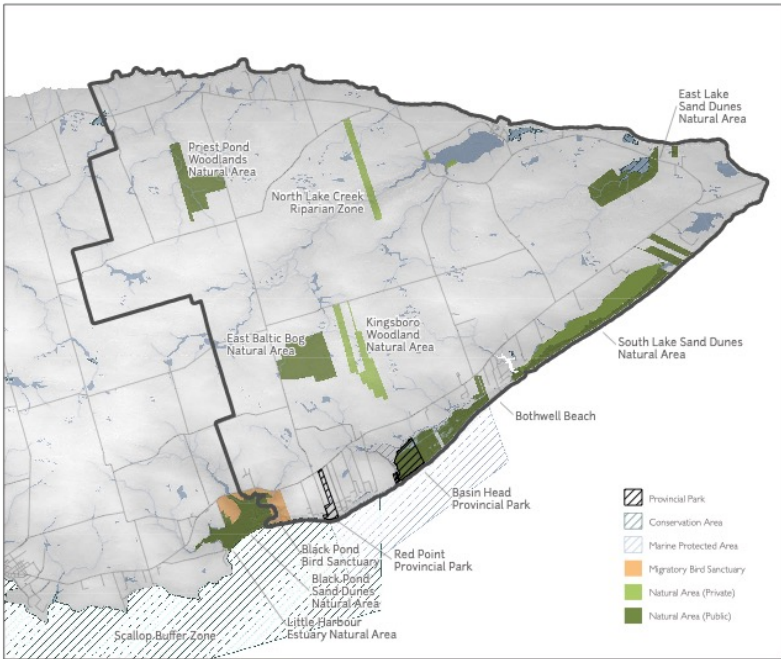 East Lake
Sand Dunes
Natural Area
Priest Pond
Woodlands
Natural Area
North Lake Creek
Riparian Zone
Kingsboro
Woodland
Natural Area
East Baltic Bog
Natural Area
South Lake Sand Dunes
Natural Area
Bothwell Beach
Basin Head
Provincial Park
Red Point
Provincial Park
Black Pond
Bird Sanctuary
Black Pond
Sand Dunes
Natural Area
Little Harbour
Estuary Natural Area
Scallop Buffer Zone
Provincial Park
Conservation Area
Marine Protected Area
Migratory Bird Sanctuary
Natural Area (Private)
Natural Area (Public)